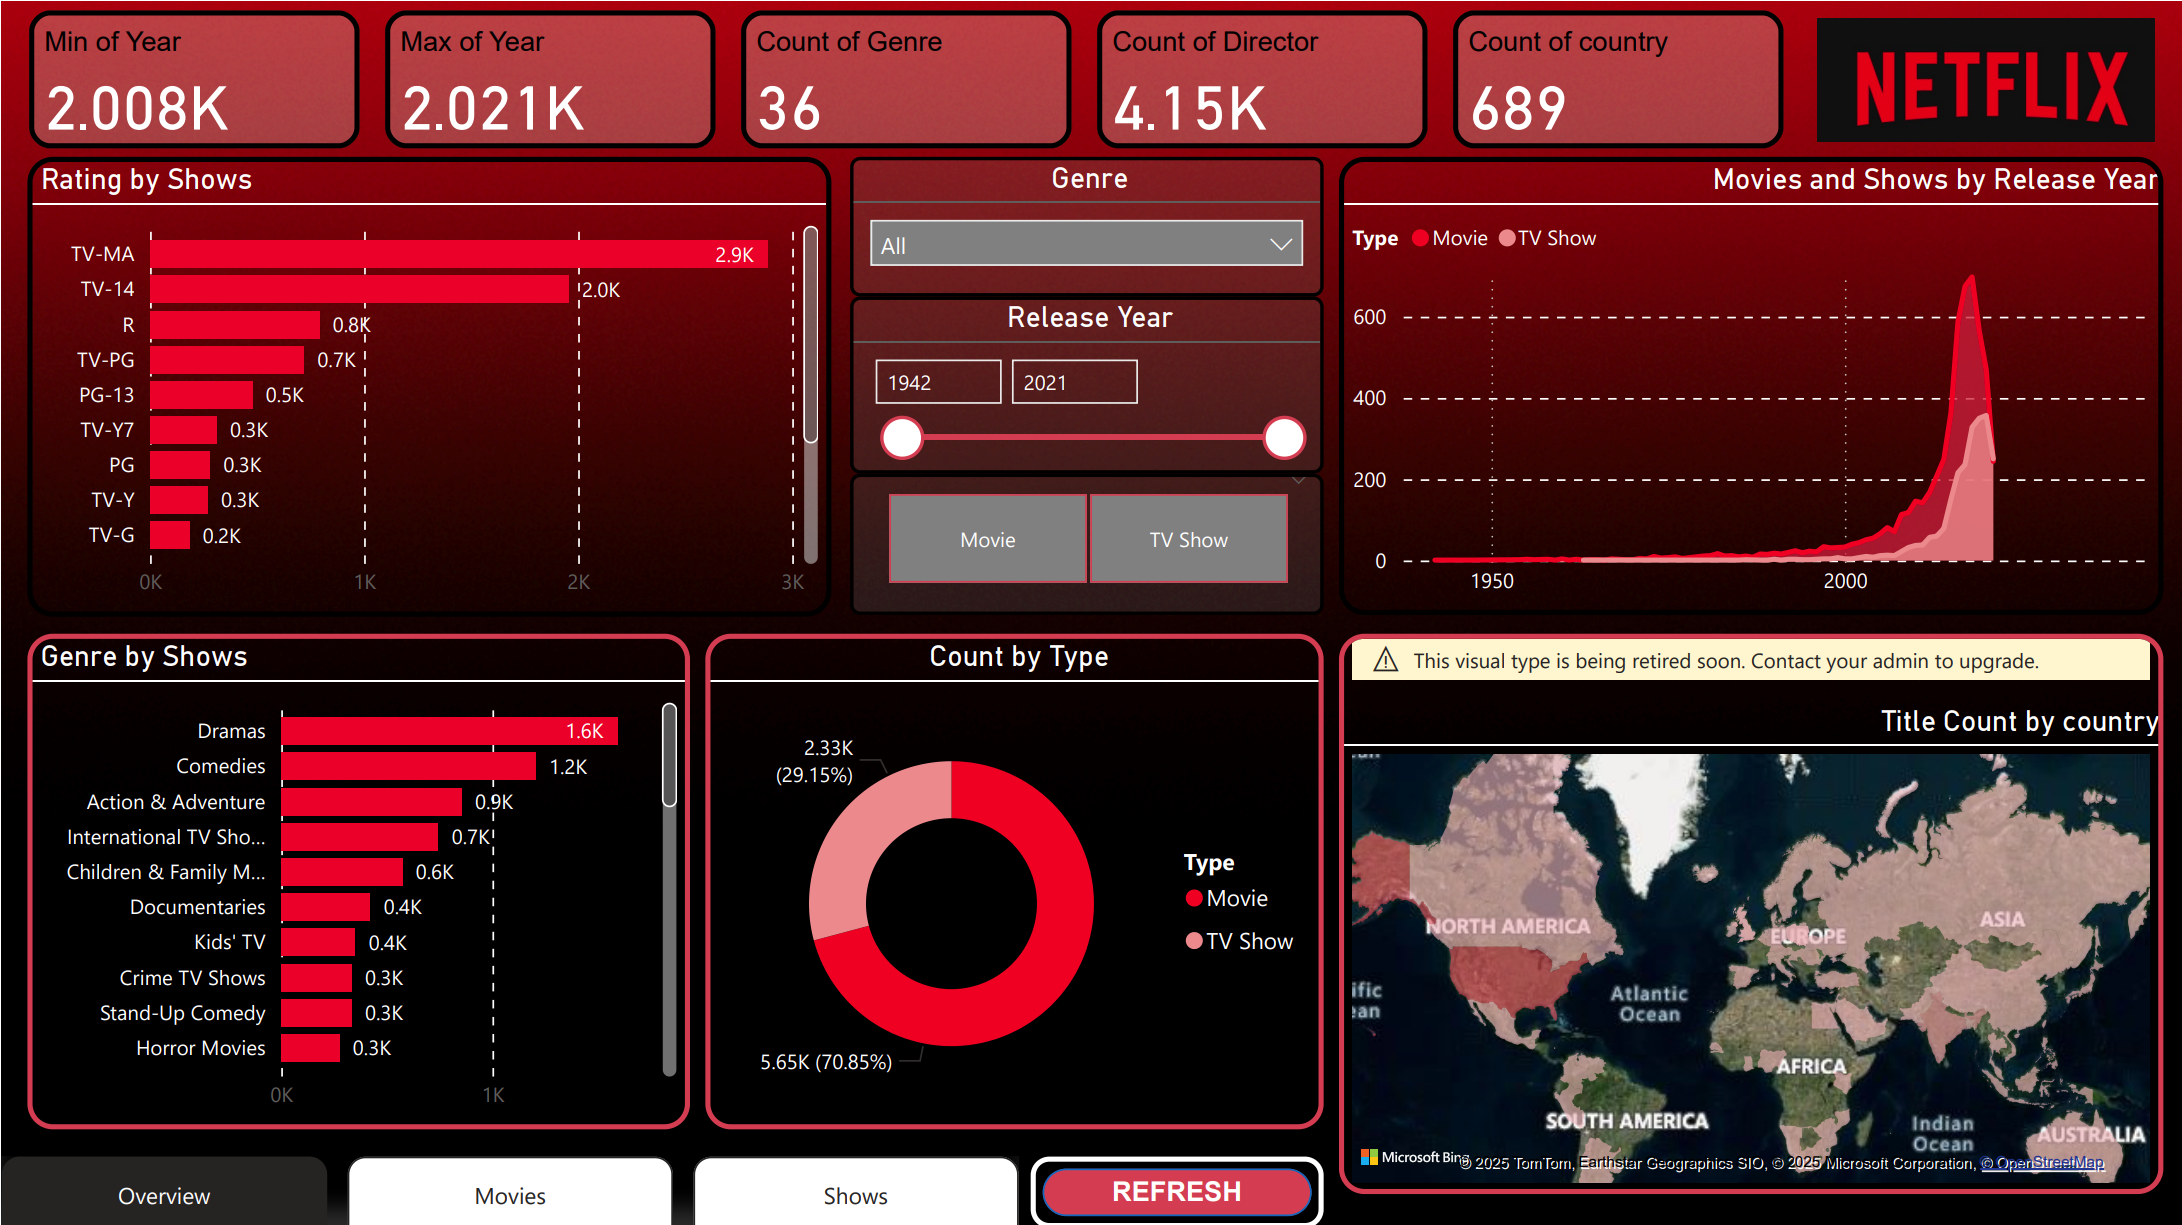 Min of Year
2.008K
Max of Year
2.021K
Count of Genre
36
Count of Director
4.15K
Count of country
689
NETFLIX
Rating by Shows
TV-MA
2.9K
TV-14
2.0K
R
0.8K
TV-PG
0.7K
PG-13
0.5K
TV-Y7
0.3K
PG
0.3K
TV-Y
0.3K
TV-G
0.2K
0K 1K 2K 3K
Genre
All
Release Year
1942 2021
Movie TV Show
Movies and Shows by Release Year
Type Movie TV Show
600
400
200
0
1950 2000
Genre by Shows
Dramas
1.6K
Comedies
1.2K
Action & Adventure
0.9K
International TV Sho...
0.7K
Children & Family M...
0.6K
Documentaries
0.4K
Kids' TV
0.4K
Crime TV Shows
0.3K
Stand-Up Comedy
0.3K
Horror Movies
0.3K
0K 1K
Count by Type
2.33K
(29.15%)
5.65K (70.85%)
Type
Movie
TV Show
This visual type is being retired soon. Contact your admin to upgrade.
Title Count by country
NORTH AMERICA
EUROPE
ASIA
ific
ean
Atlantic
Ocean
AFRICA
SOUTH AMERICA
Indian
Ocean
AUSTRALIA
Microsoft Bing
© 2025 TomTom, Earthstar Geographics SIO, © 2025 Microsoft Corporation, © OpenStreetMap
Overview
Movies
Shows
REFRESH